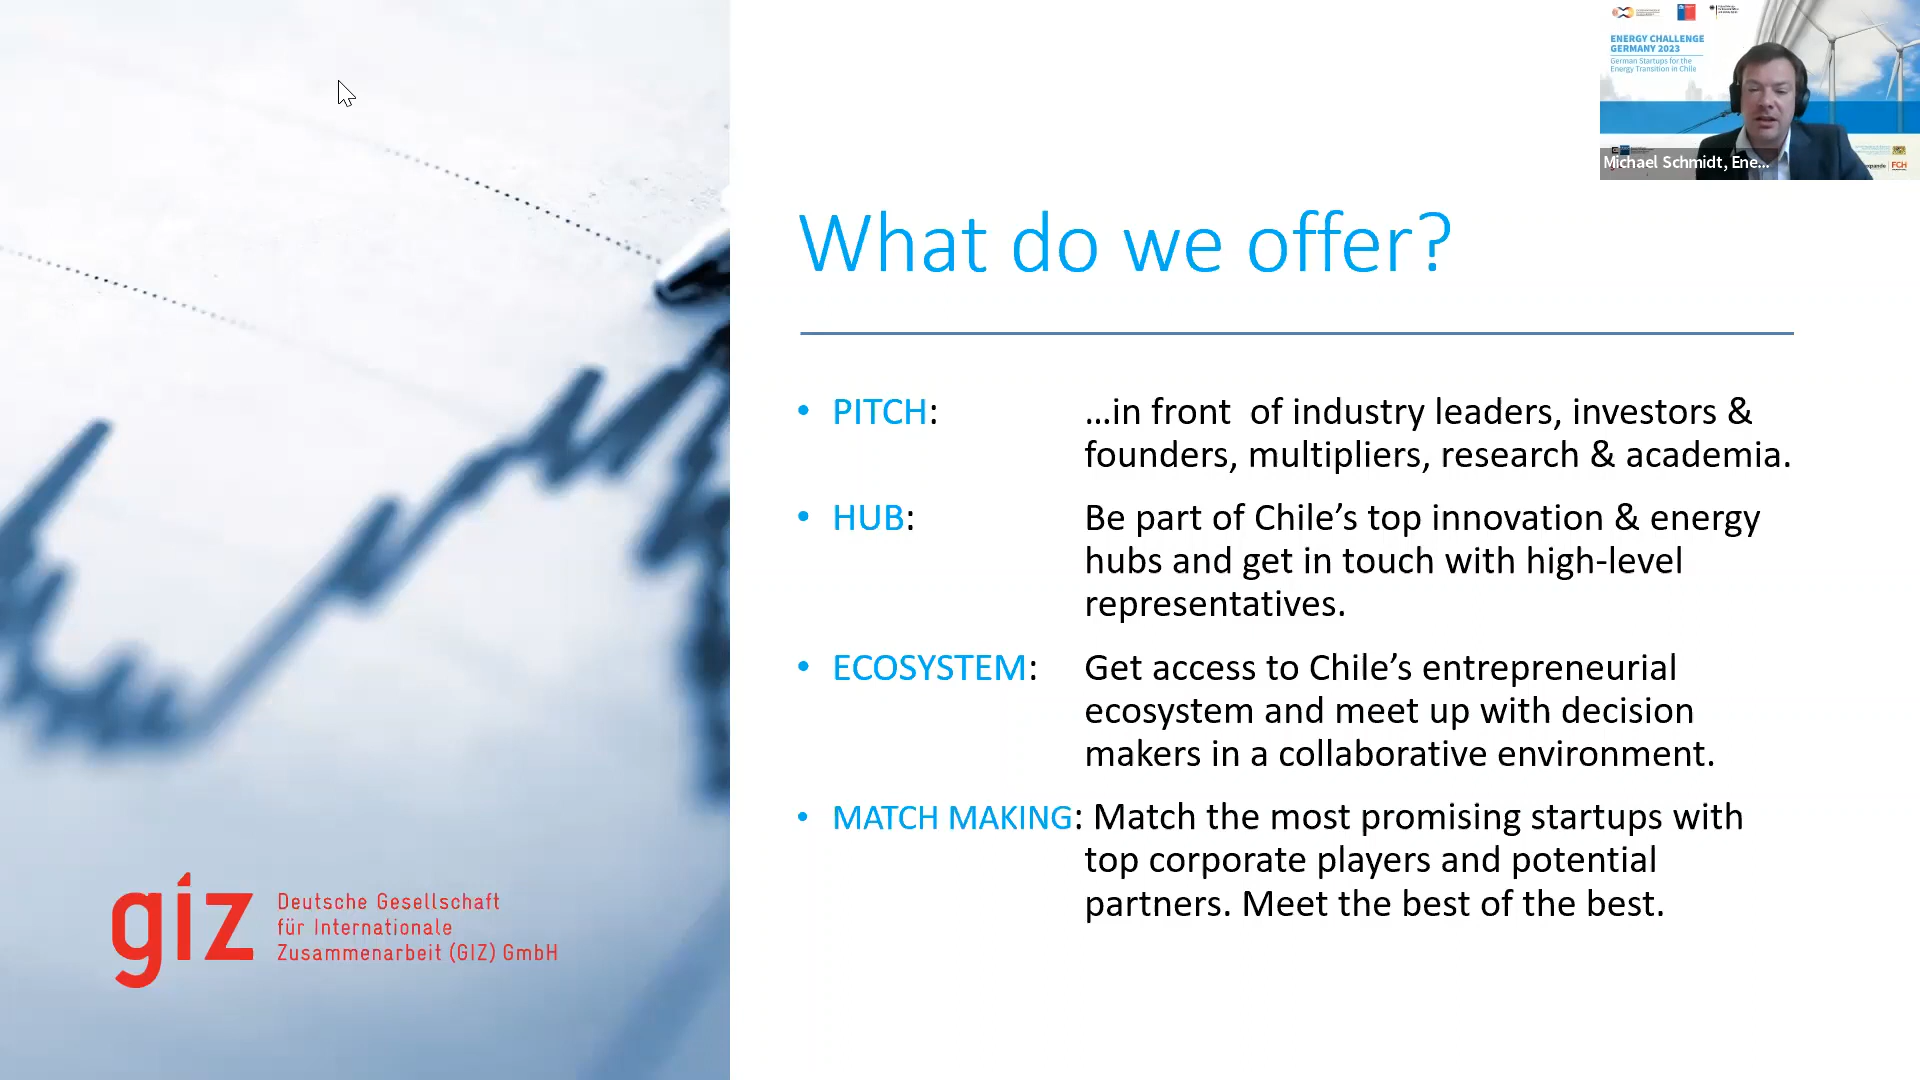 ENERGY CHALLENGE
GERMANY 2023
German Startups for the
Energy Transition in Chile
Michael Schmidt, Ene...
FCH
What do we offer?
• PITCH: ...in front of industry leaders, investors &
founders, multipliers, research & academia.
• HUB: Be part of Chile’s top innovation & energy
hubs and get in touch with high-level
representatives.
• ECOSYSTEM: Get access to Chile’s entrepreneurial
ecosystem and meet up with decision
makers in a collaborative environment.
• MATCH MAKING: Match the most promising startups with
top corporate players and potential
partners. Meet the best of the best.
giz
Deutsche Gesellschaft
für Internationale
Zusammenarbeit (GIZ) GmbH